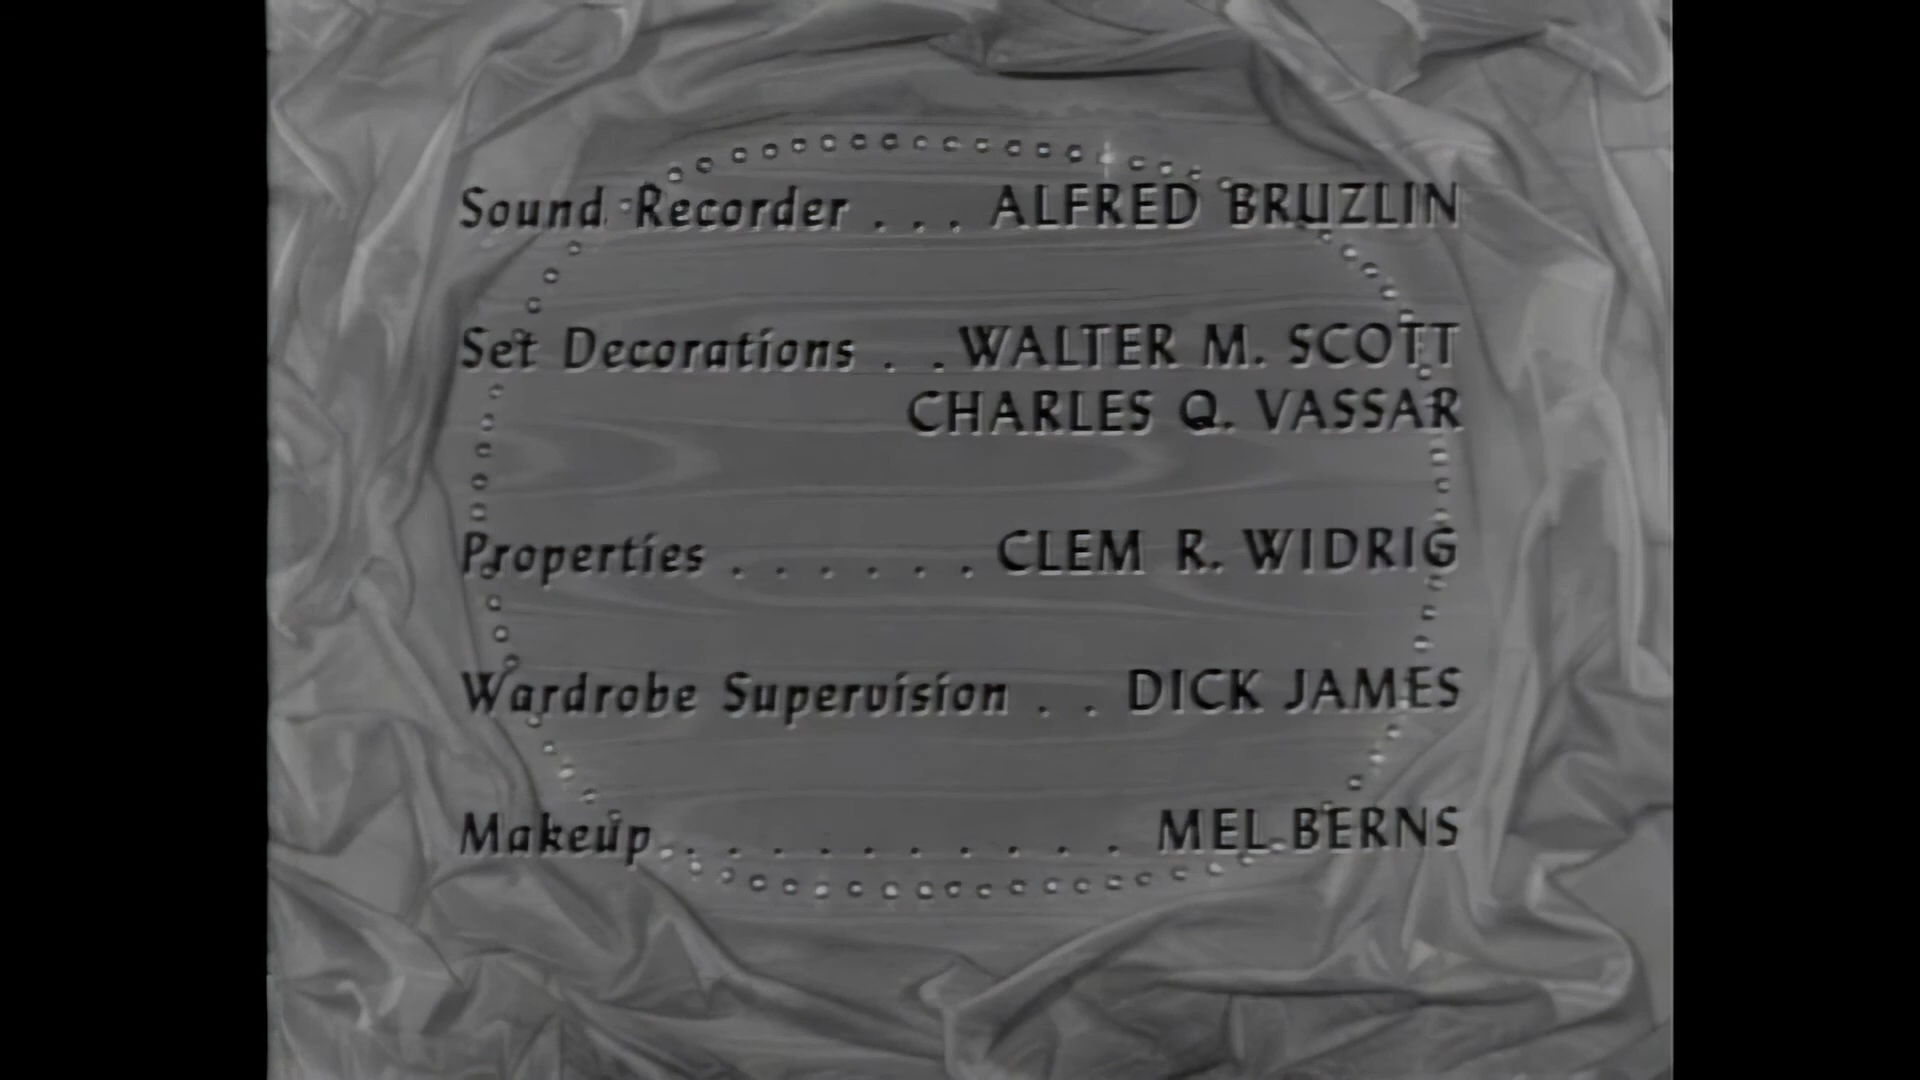 Sound Recorder . . . ALFRED BRUZLIN
Set Decorations . . WALTER M. SCOTT
CHARLES Q. VASSAR
Properties . . . . . . CLEM R. WIDRIG
Wardrobe Supervision . . DICK JAMES
Makeup . . . . . . . . . . . MEL BERNS